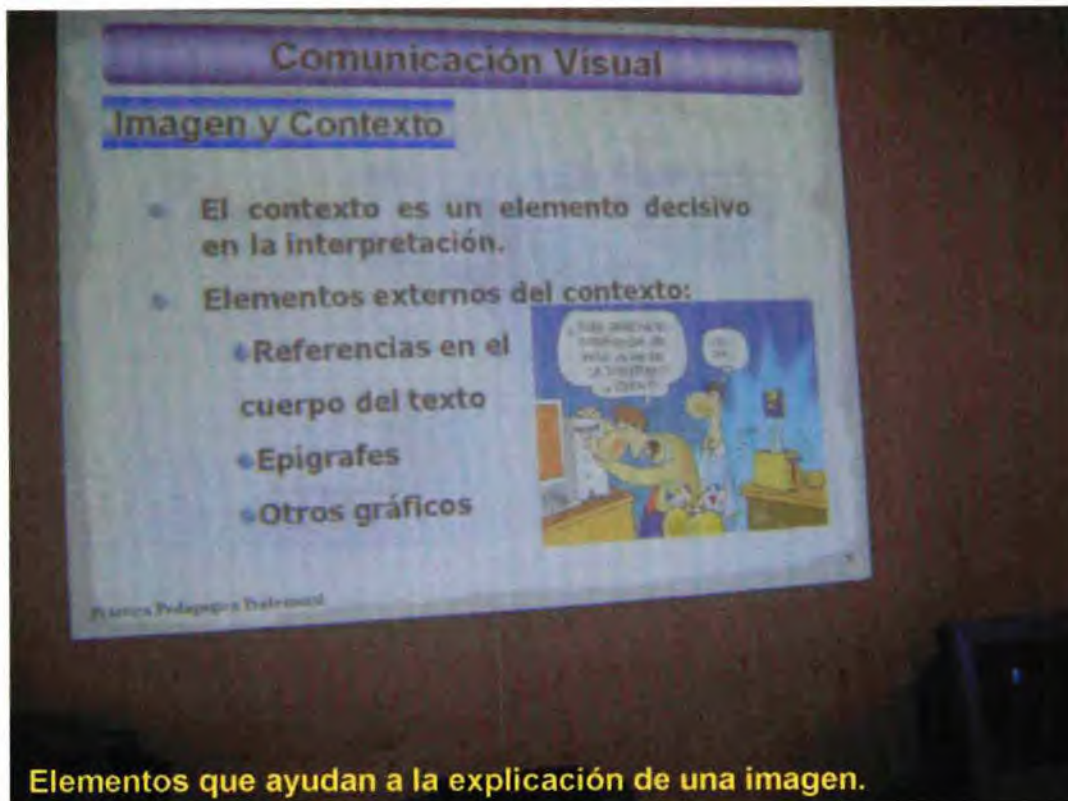 Comunicación Visual
Imagen y Contexto
El contexto es un elemento decisivo
en la interpretación.
Elementos externos del contexto:
Referencias en el
cuerpo del texto
Epigrafes
Otros gráficos
Elementos que ayudan a la explicación de una imagen.